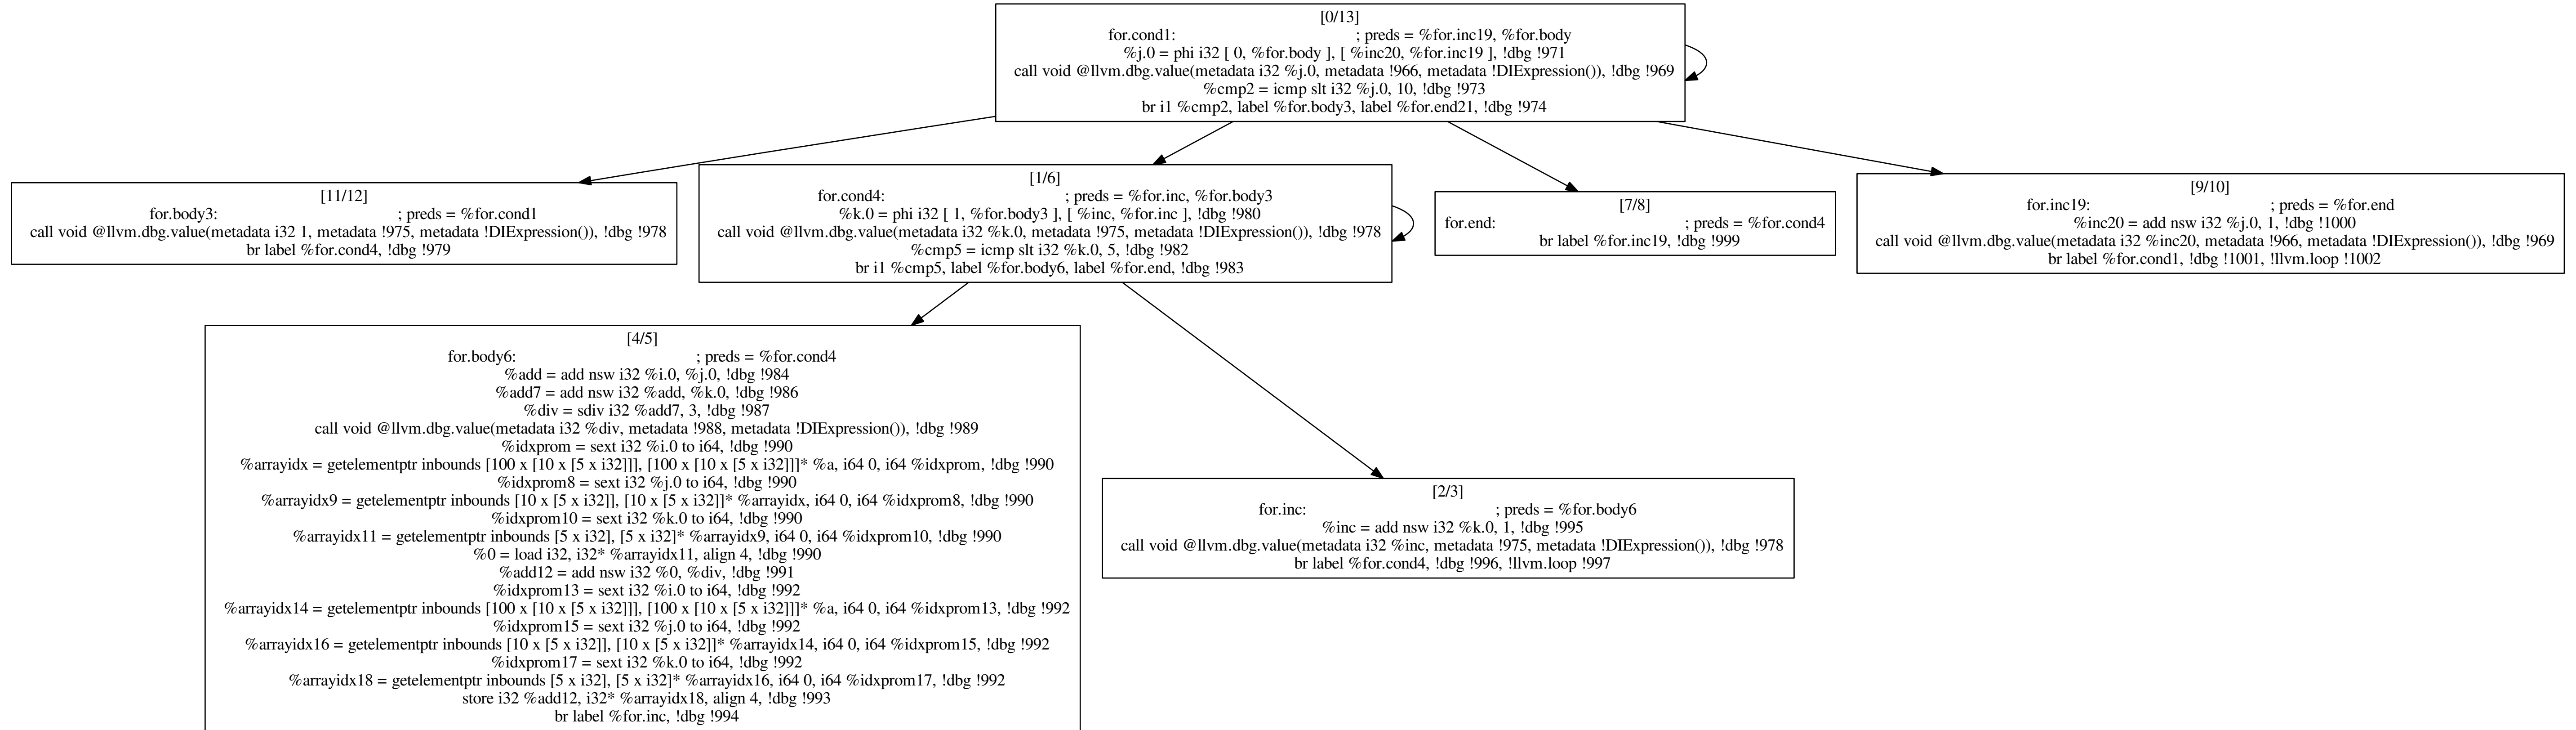 [0/13]
for.cond1: ; preds = %for.inc19, %for.body
%j.0 = phi i32 [ 0, %for.body ], [ %inc20, %for.inc19 ], !dbg !971
call void @llvm.dbg.value(metadata i32 %j.0, metadata !966, metadata !DIExpression()), !dbg !969
%cmp2 = icmp slt i32 %j.0, 10, !dbg !973
br i1 %cmp2, label %for.body3, label %for.end21, !dbg !974
[11/12]
for.body3: ; preds = %for.cond1
call void @llvm.dbg.value(metadata i32 1, metadata !975, metadata !DIExpression()), !dbg !978
br label %for.cond4, !dbg !979
[1/6]
for.cond4: ; preds = %for.inc, %for.body3
%k.0 = phi i32 [ 1, %for.body3 ], [ %inc, %for.inc ], !dbg !980
call void @llvm.dbg.value(metadata i32 %k.0, metadata !975, metadata !DIExpression()), !dbg !978
%cmp5 = icmp slt i32 %k.0, 5, !dbg !982
br i1 %cmp5, label %for.body6, label %for.end, !dbg !983
[7/8]
for.end: ; preds = %for.cond4
br label %for.inc19, !dbg !999
[9/10]
for.inc19: ; preds = %for.end
%inc20 = add nsw i32 %j.0, 1, !dbg !1000
call void @llvm.dbg.value(metadata i32 %inc20, metadata !966, metadata !DIExpression()), !dbg !969
br label %for.cond1, !dbg !1001, !llvm.loop !1002
[4/5]
for.body6: ; preds = %for.cond4
%add = add nsw i32 %i.0, %j.0, !dbg !984
%add7 = add nsw i32 %add, %k.0, !dbg !986
%div = sdiv i32 %add7, 3, !dbg !987
call void @llvm.dbg.value(metadata i32 %div, metadata !988, metadata !DIExpression()), !dbg !989
%idxprom = sext i32 %i.0 to i64, !dbg !990
%arrayidx = getelementptr inbounds [100 x [10 x [5 x i32]]], [100 x [10 x [5 x i32]]]* %a, i64 0, i64 %idxprom, !dbg !990
%idxprom8 = sext i32 %j.0 to i64, !dbg !990
%arrayidx9 = getelementptr inbounds [10 x [5 x i32]], [10 x [5 x i32]]* %arrayidx, i64 0, i64 %idxprom8, !dbg !990
%idxprom10 = sext i32 %k.0 to i64, !dbg !990
%arrayidx11 = getelementptr inbounds [5 x i32], [5 x i32]* %arrayidx9, i64 0, i64 %idxprom10, !dbg !990
%0 = load i32, i32* %arrayidx11, align 4, !dbg !990
%add12 = add nsw i32 %0, %div, !dbg !991
%idxprom13 = sext i32 %i.0 to i64, !dbg !992
%arrayidx14 = getelementptr inbounds [100 x [10 x [5 x i32]]], [100 x [10 x [5 x i32]]]* %a, i64 0, i64 %idxprom13, !dbg !992
%idxprom15 = sext i32 %j.0 to i64, !dbg !992
%arrayidx16 = getelementptr inbounds [10 x [5 x i32]], [10 x [5 x i32]]* %arrayidx14, i64 0, i64 %idxprom15, !dbg !992
%idxprom17 = sext i32 %k.0 to i64, !dbg !992
%arrayidx18 = getelementptr inbounds [5 x i32], [5 x i32]* %arrayidx16, i64 0, i64 %idxprom17, !dbg !992
store i32 %add12, i32* %arrayidx18, align 4, !dbg !993
br label %for.inc, !dbg !994
[2/3]
for.inc: ; preds = %for.body6
%inc = add nsw i32 %k.0, 1, !dbg !995
call void @llvm.dbg.value(metadata i32 %inc, metadata !975, metadata !DIExpression()), !dbg !978
br label %for.cond4, !dbg !996, !llvm.loop !997